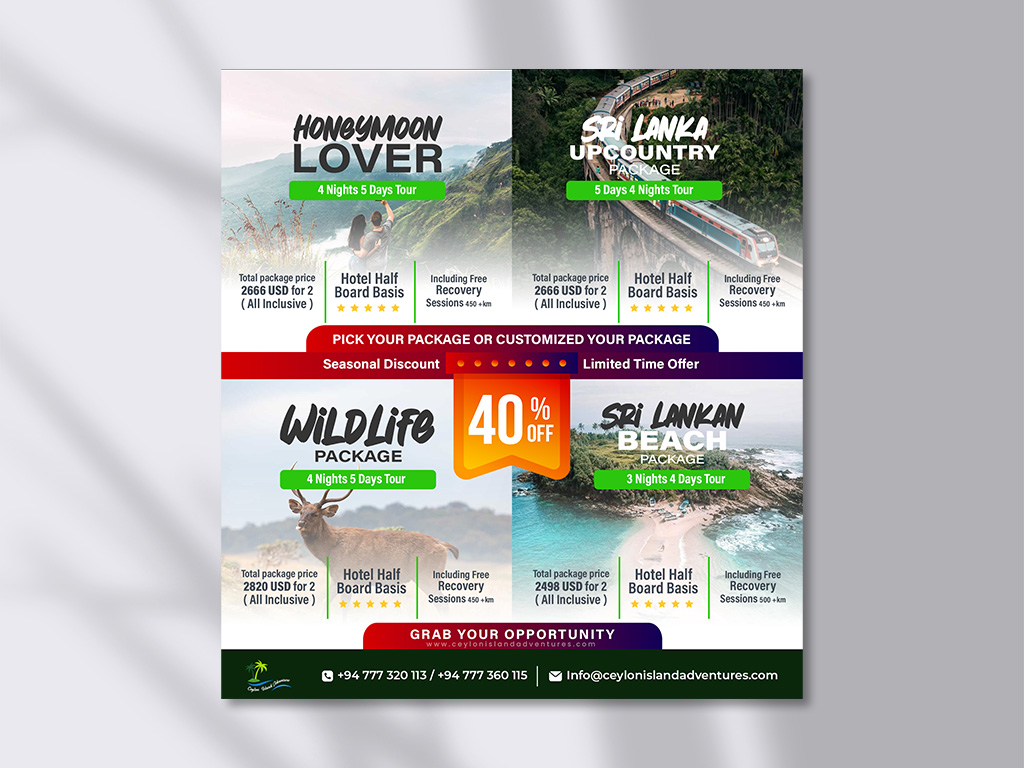 HONEYMOON
LOVER
4 Nights 5 Days Tour
Total package price
2666 USD for 2
( All Inclusive )
Hotel Half
Board Basis
Including Free
Recovery
Sessions 450 +km
SRI LANKA
UPCOUNTRY
PACKAGE
5 Days 4 Nights Tour
Total package price
2666 USD for 2
( All Inclusive )
Hotel Half
Board Basis
Including Free
Recovery
Sessions 450 +km
PICK YOUR PACKAGE OR CUSTOMIZED YOUR PACKAGE
Seasonal Discount
Limited Time Offer
40% OFF
WILDLIFE
PACKAGE
4 Nights 5 Days Tour
Total package price
2820 USD for 2
( All Inclusive )
Hotel Half
Board Basis
Including Free
Recovery
Sessions 450 +km
SRI LANKAN
BEACH
PACKAGE
3 Nights 4 Days Tour
Total package price
2498 USD for 2
( All Inclusive )
Hotel Half
Board Basis
Including Free
Recovery
Sessions 500 +km
GRAB YOUR OPPORTUNITY
www.ceylonislandadventures.com
Ceylon Island Adventures
+94 777 320 113 / +94 777 360 115
Info@ceylonislandadventures.com